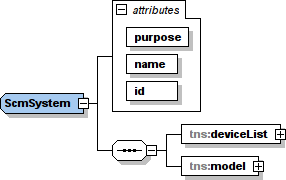 attributes
purpose
name
id
ScmSystem
tns:deviceList
tns:model